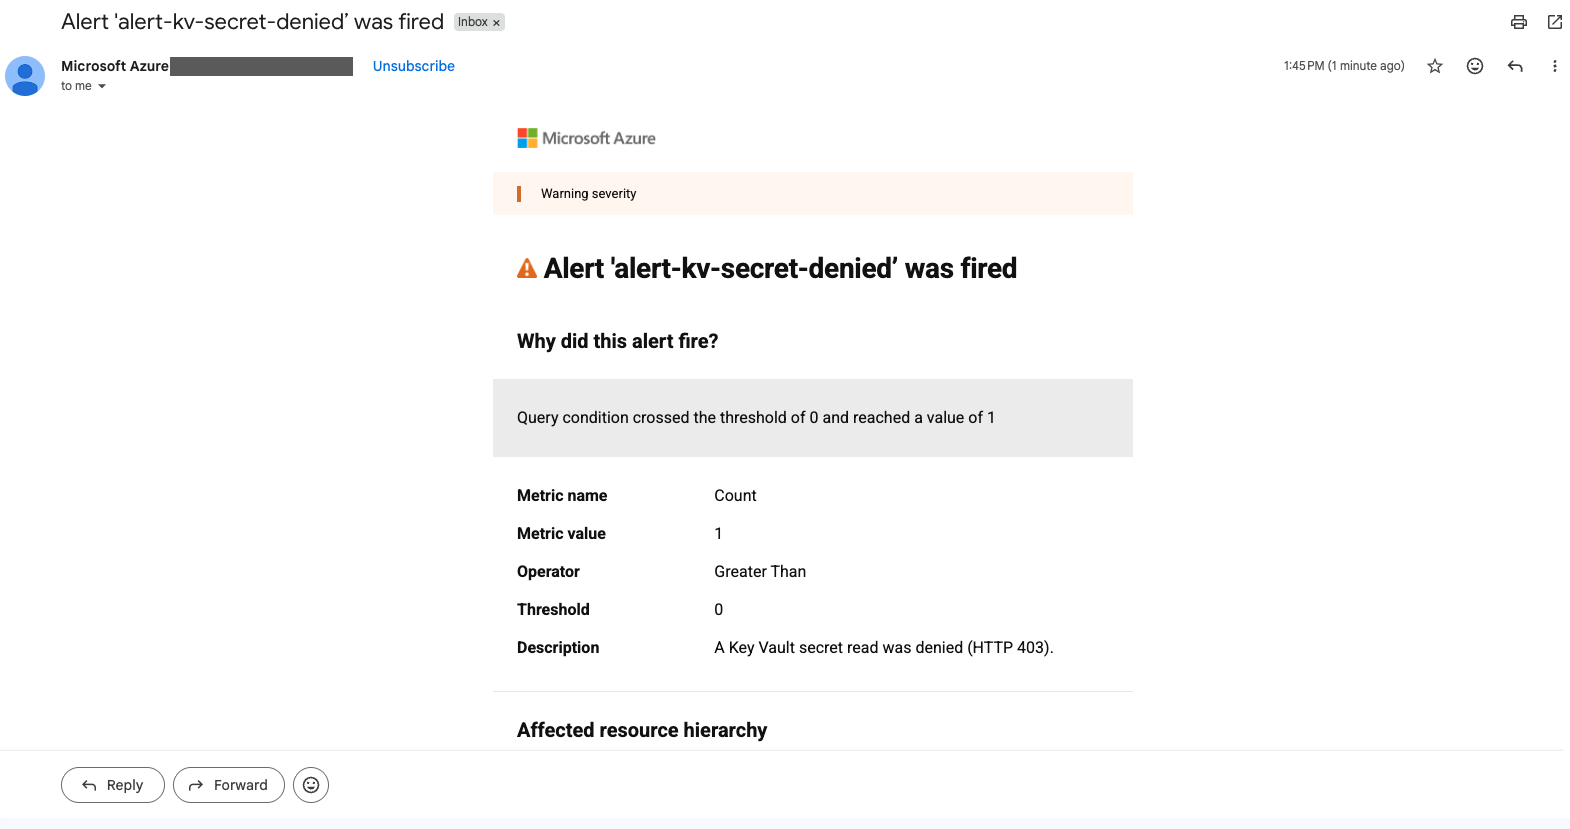 Alert 'alert-kv-secret-denied’ was fired Inbox ×
Microsoft Azure Unsubscribe 1:45 PM (1 minute ago)
to me
Microsoft Azure
Warning severity
Alert 'alert-kv-secret-denied’ was fired
Why did this alert fire?
Query condition crossed the threshold of 0 and reached a value of 1
Metric name Count
Metric value 1
Operator Greater Than
Threshold 0
Description A Key Vault secret read was denied (HTTP 403).
Affected resource hierarchy
Reply Forward